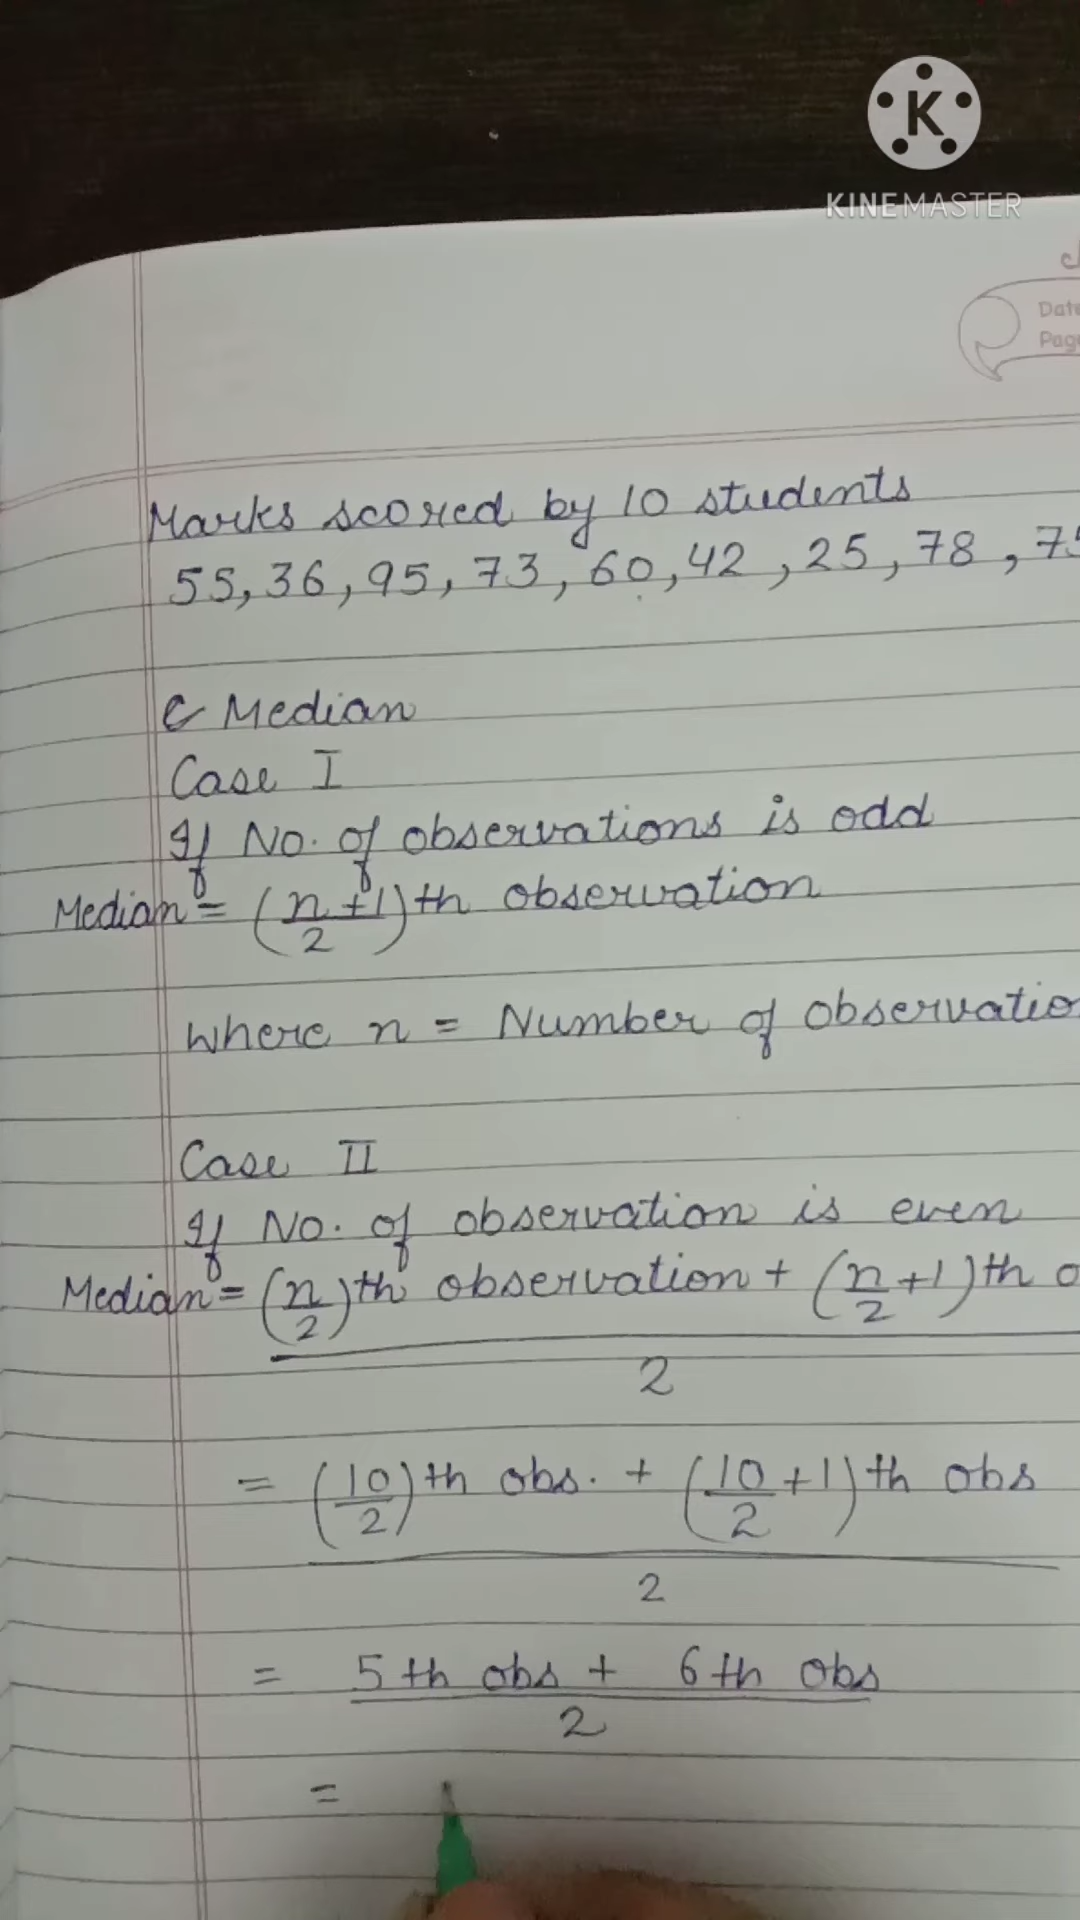 KINEMASTER
Date
Page
Marks scored by 10 students
55, 36, 95, 73, 60, 42, 25, 78, 75
C Median
Case I
If No. of observations is odd
Median = (n+1/2)th observation
where n = Number of observation
Case II
If No. of observation is even
Median = (n/2)th observation + (n/2 + 1)th o
2
= (10/2)th obs. + (10/2 + 1)th obs
2
= 5th obs + 6th obs
2
=